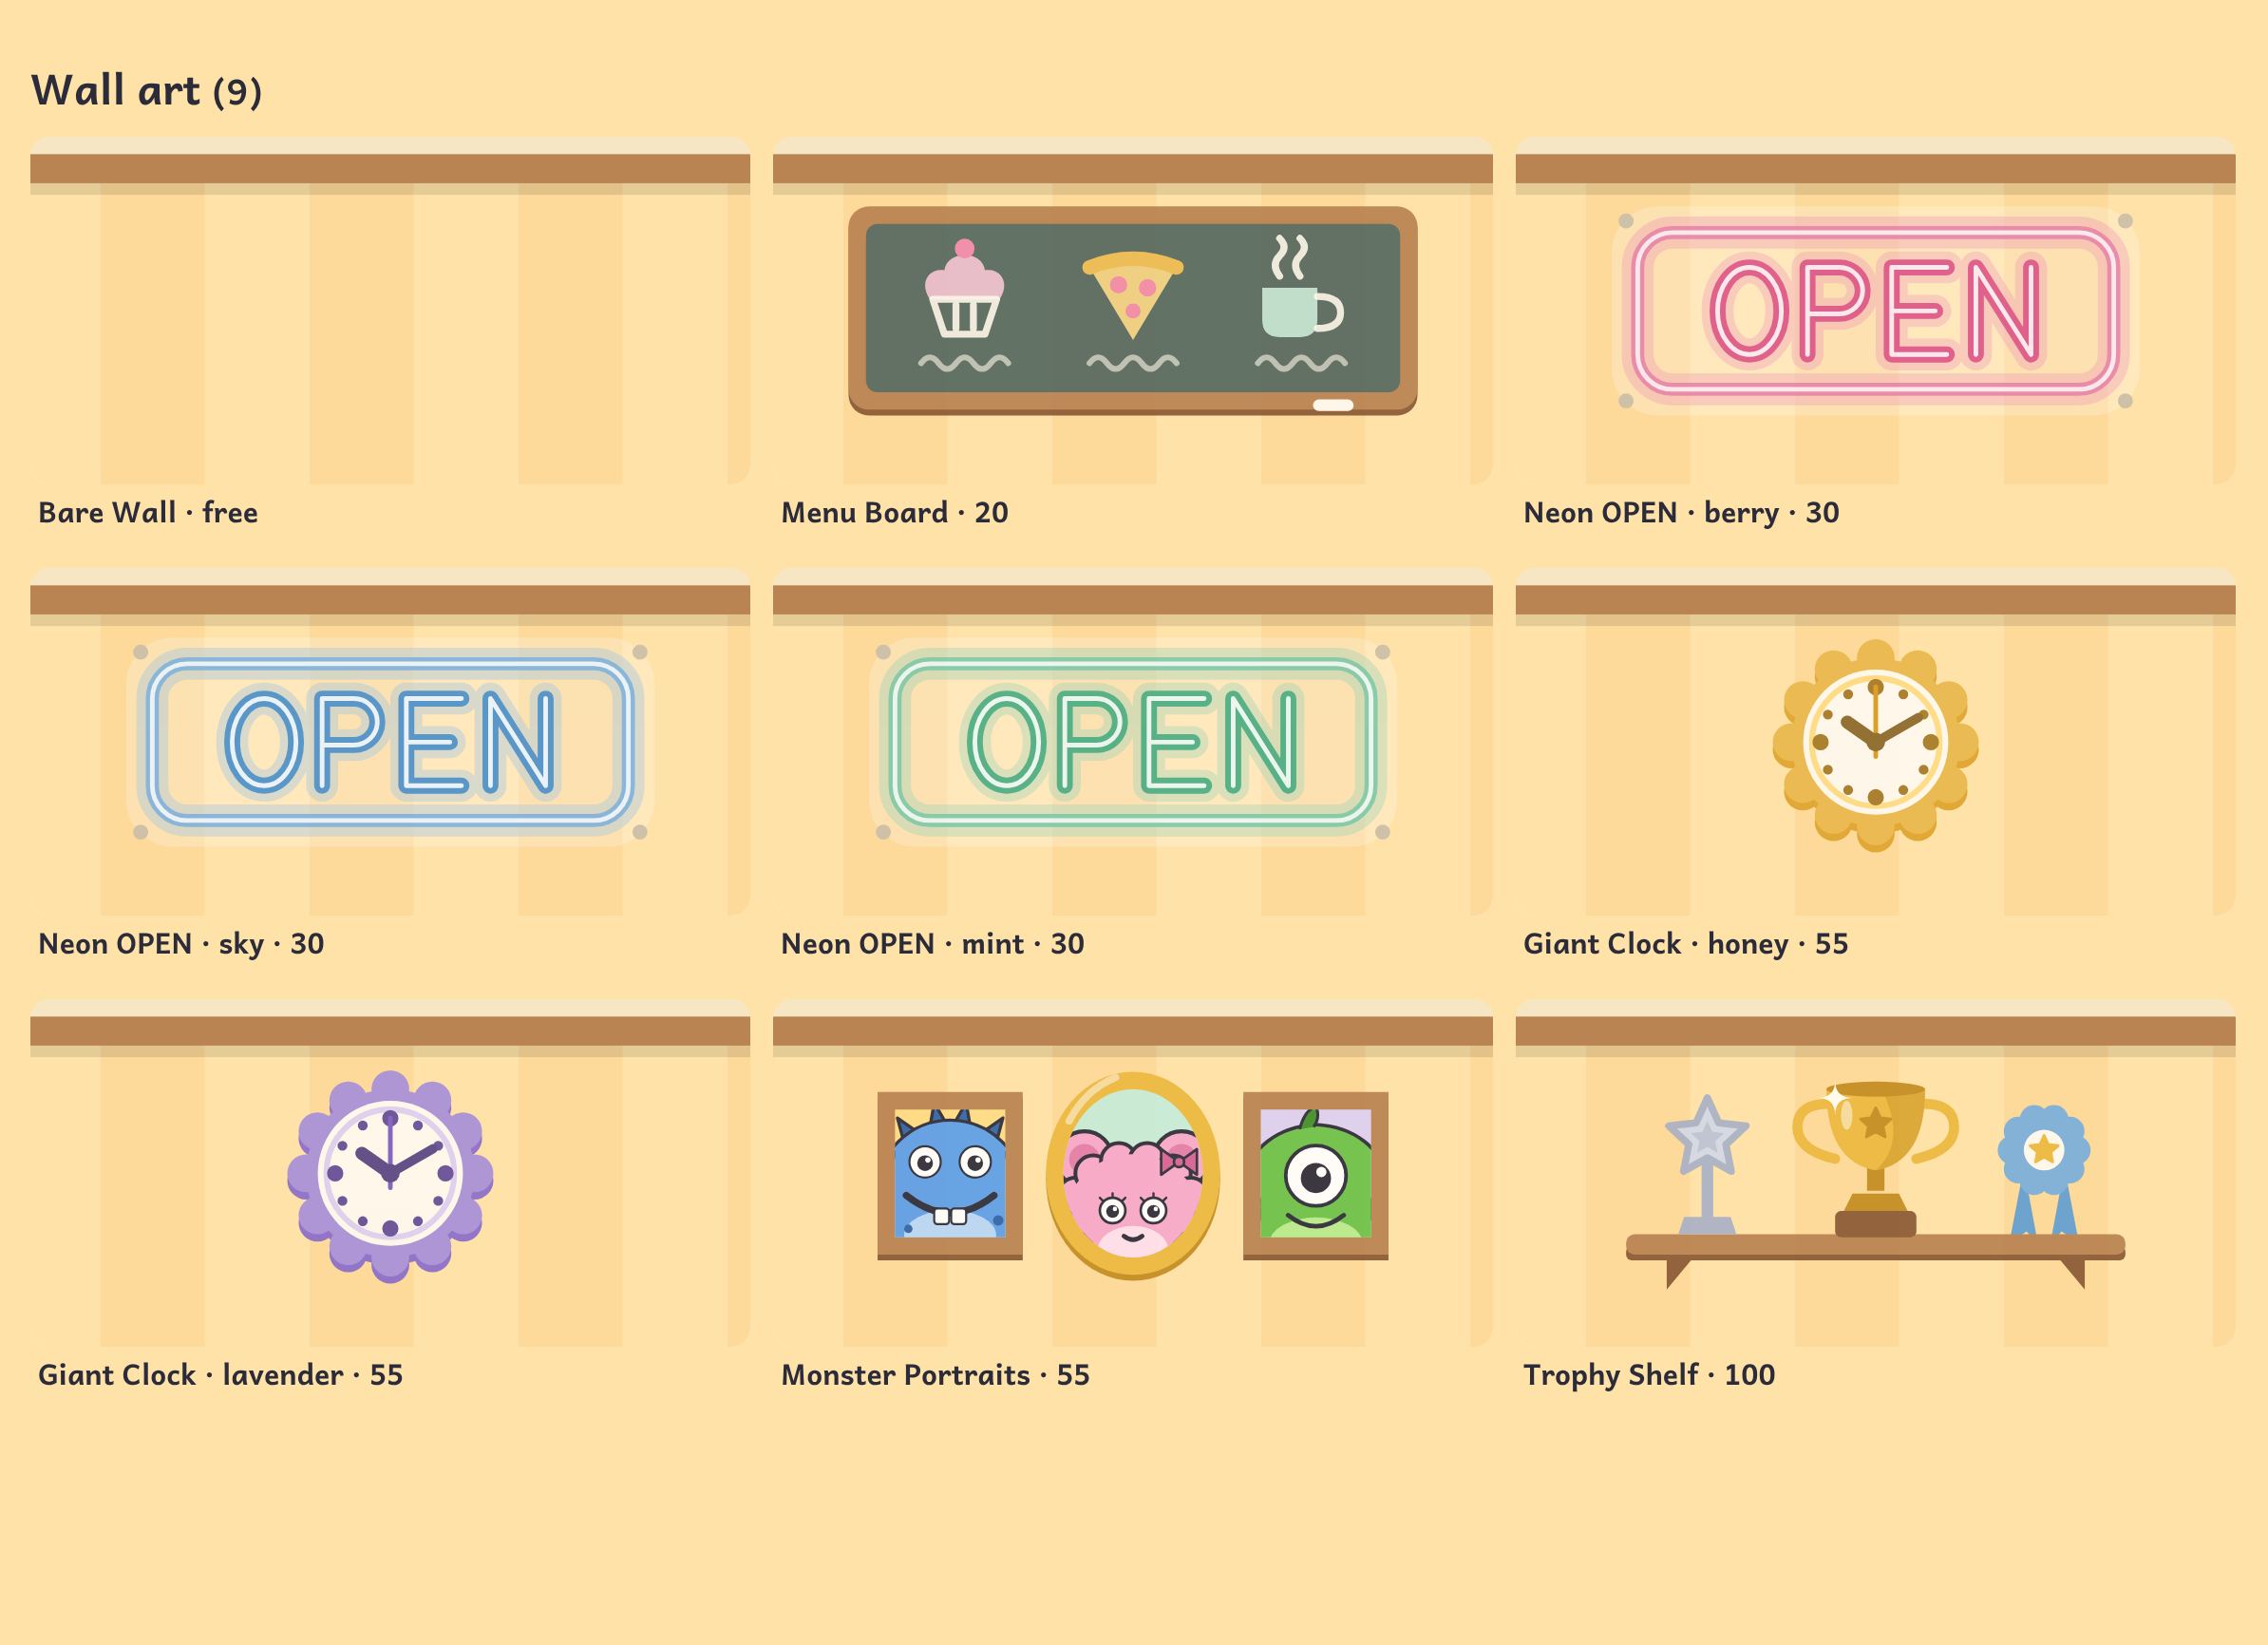 Wall art (9)
OPEN
Bare Wall · free
Menu Board · 20
Neon OPEN · berry · 30
OPEN
OPEN
Neon OPEN · sky · 30
Neon OPEN · mint · 30
Giant Clock · honey · 55
Giant Clock · lavender · 55
Monster Portraits · 55
Trophy Shelf · 100